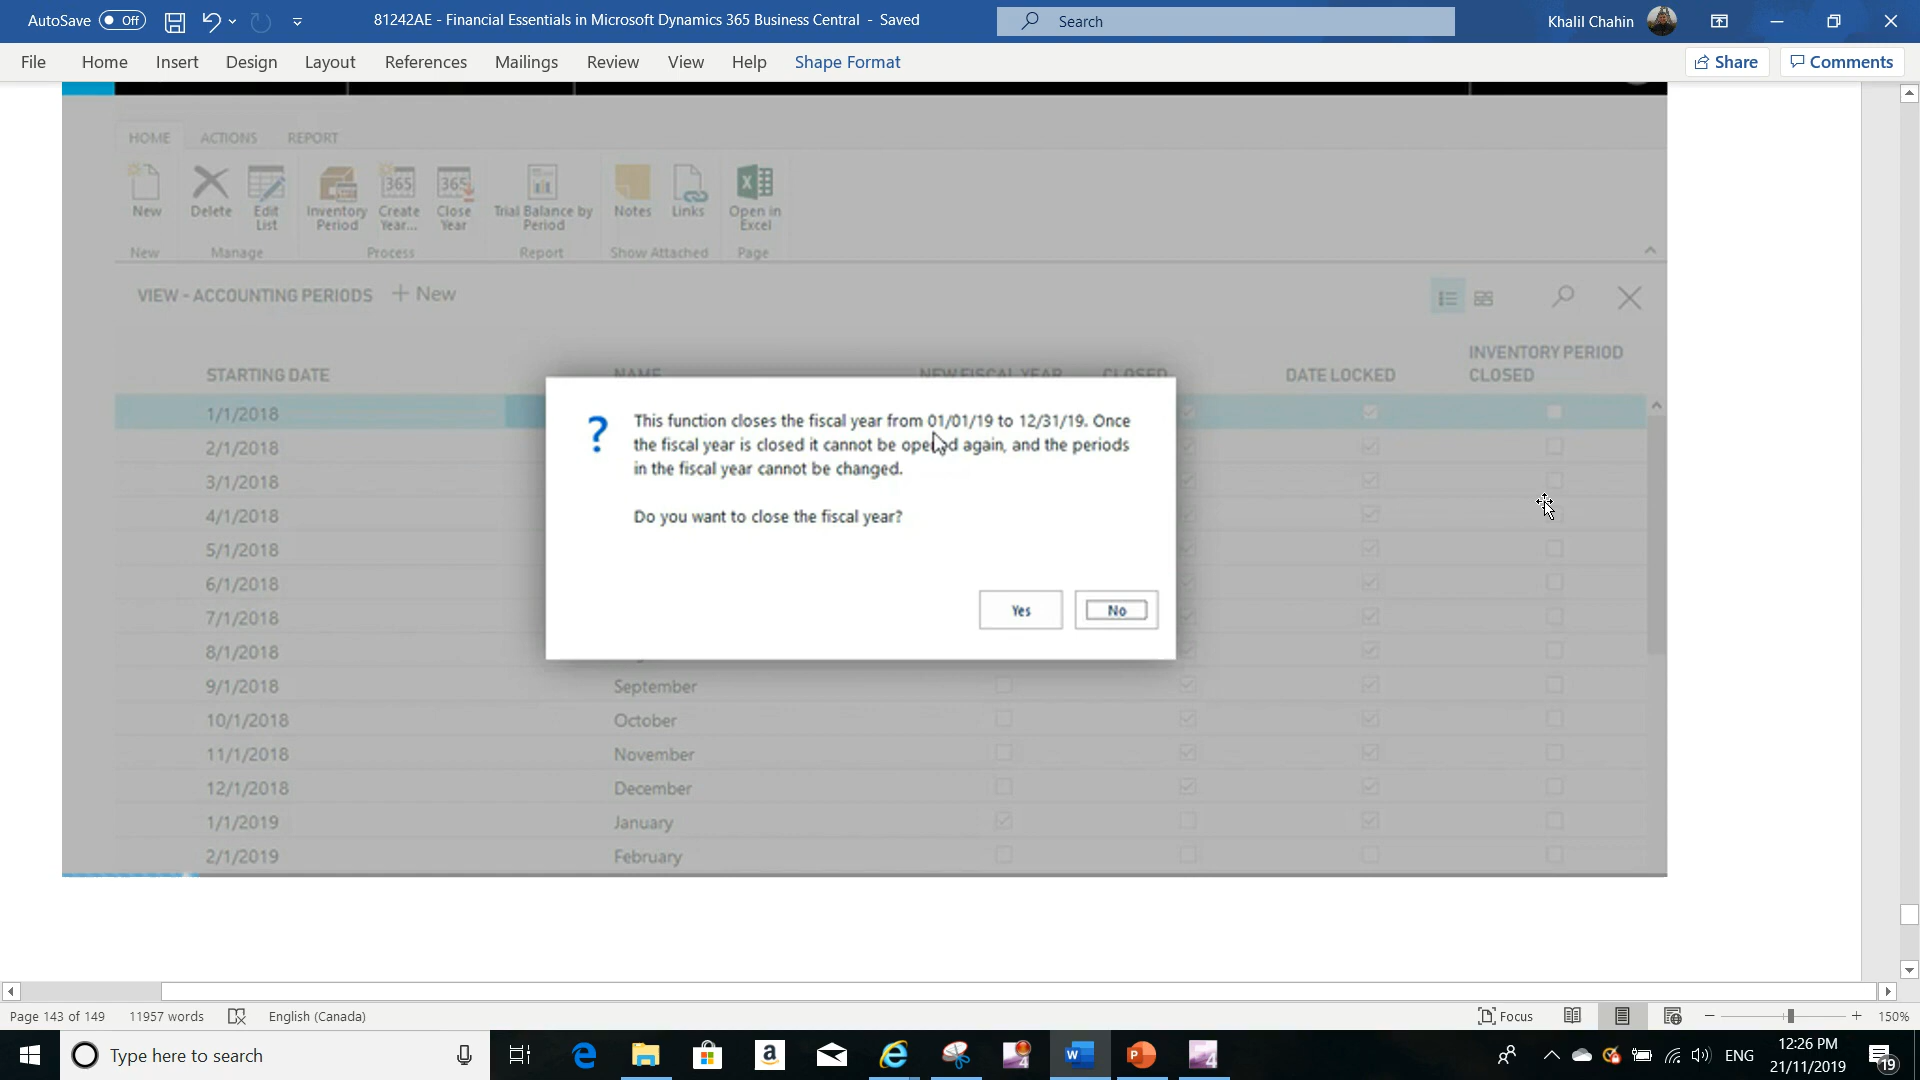 AutoSave Off 81242AE - Financial Essentials in Microsoft Dynamics 365 Business Central - Saved Search Khalil Chahin
File Home Insert Design Layout References Mailings Review View Help Shape Format Share Comments
HOME ACTIONS REPORT
New Delete Edit List Inventory Period Create Year... Close Year Trial Balance by Period Notes Links Open in Excel
New Manage Process Report Show Attached Page
VIEW - ACCOUNTING PERIODS + New
STARTING DATE NAME NEW FISCAL YEAR CLOSED DATE LOCKED INVENTORY PERIOD CLOSED
1/1/2018
2/1/2018
3/1/2018
4/1/2018
5/1/2018
6/1/2018
7/1/2018
8/1/2018
9/1/2018 September
10/1/2018 October
11/1/2018 November
12/1/2018 December
1/1/2019 January
2/1/2019 February
This function closes the fiscal year from 01/01/19 to 12/31/19. Once
the fiscal year is closed it cannot be opened again, and the periods
in the fiscal year cannot be changed.
Do you want to close the fiscal year?
Yes No
Page 143 of 149 11957 words English (Canada) Focus 150%
Type here to search ENG 12:26 PM
21/11/2019 19